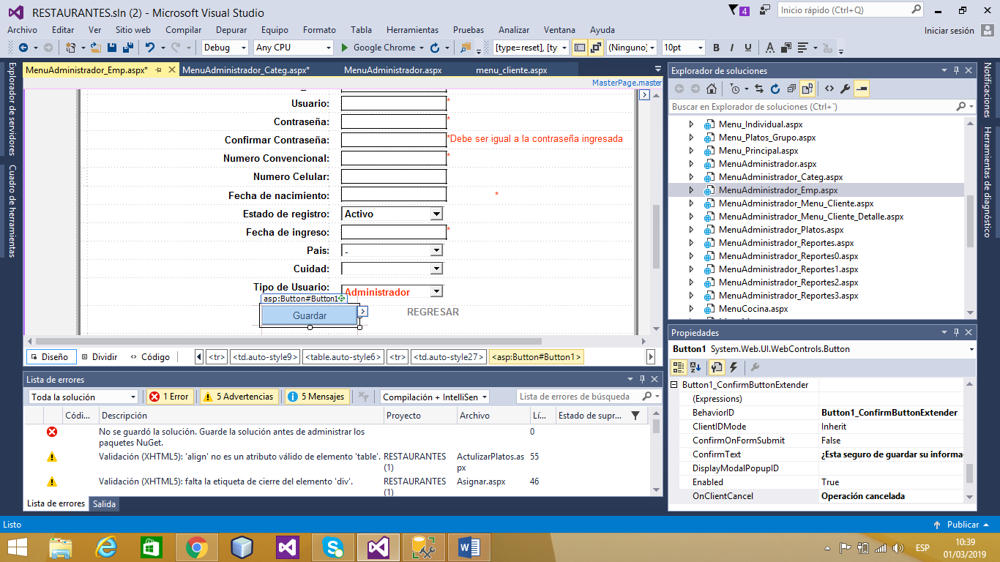 RESTAURANTES.sln (2) - Microsoft Visual Studio
4
Inicio rápido (Ctrl+Q)
Archivo Editar Ver Sitio web Compilar Depurar Equipo Formato Tabla Herramientas Pruebas Analizar Ventana Ayuda
Iniciar sesión
Debug Any CPU Google Chrome [type=reset], [ty (Ninguno) 10pt B I U A
Explorador de servidores
Cuadro de herramientas
MenuAdministrador_Emp.aspx* MenuAdministrador_Categ.aspx* MenuAdministrador.aspx menu_cliente.aspx
MasterPage.master
Usuario: *
Contraseña: *
Confirmar Contraseña: *Debe ser igual a la contraseña ingresada
Numero Convencional: *
Numero Celular:
Fecha de nacimiento: *
Estado de registro: Activo
Fecha de ingreso: *
Pais: -
Cuidad:
Tipo de Usuario: Administrador
asp:Button#Button1
Guardar REGRESAR
Diseño Dividir Código <tr> <td.auto-style9> <table.auto-style6> <tr> <td.auto-style27> <asp:Button#Button1>
Lista de errores
Toda la solución 1 Error 5 Advertencias 5 Mensajes Compilación + IntelliSen Lista de errores de búsqueda
Códi... Descripción Proyecto Archivo Lí... Estado de supr...
No se guardó la solución. Guarde la solución antes de administrar los 0
paquetes NuGet.
Validación (XHTML5): 'align' no es un atributo válido de elemento 'table'. RESTAURANTES ActulizarPlatos.as 55
(1) px
Validación (XHTML5): falta la etiqueta de cierre del elemento 'div'. RESTAURANTES Asignar.aspx 46
(1)
Lista de errores Salida
Explorador de soluciones
Buscar en Explorador de soluciones (Ctrl+´)
Menu_Individual.aspx
Menu_Platos_Grupo.aspx
Menu_Principal.aspx
MenuAdministrador.aspx
MenuAdministrador_Categ.aspx
MenuAdministrador_Emp.aspx
MenuAdministrador_Menu_Cliente.aspx
MenuAdministrador_Menu_Cliente_Detalle.aspx
MenuAdministrador_Platos.aspx
MenuAdministrador_Reportes.aspx
MenuAdministrador_Reportes0.aspx
MenuAdministrador_Reportes1.aspx
MenuAdministrador_Reportes2.aspx
MenuAdministrador_Reportes3.aspx
MenuCocina.aspx
Propiedades
Button1 System.Web.UI.WebControls.Button
Button1_ConfirmButtonExtender
(Expressions)
BehaviorID Button1_ConfirmButtonExtender
ClientIDMode Inherit
ConfirmOnFormSubmit False
ConfirmText ¿Esta seguro de guardar su informa
DisplayModalPopupID
Enabled True
OnClientCancel Operación cancelada
Notificaciones
Herramientas de diagnóstico
Listo Publicar
ESP
10:39
01/03/2019